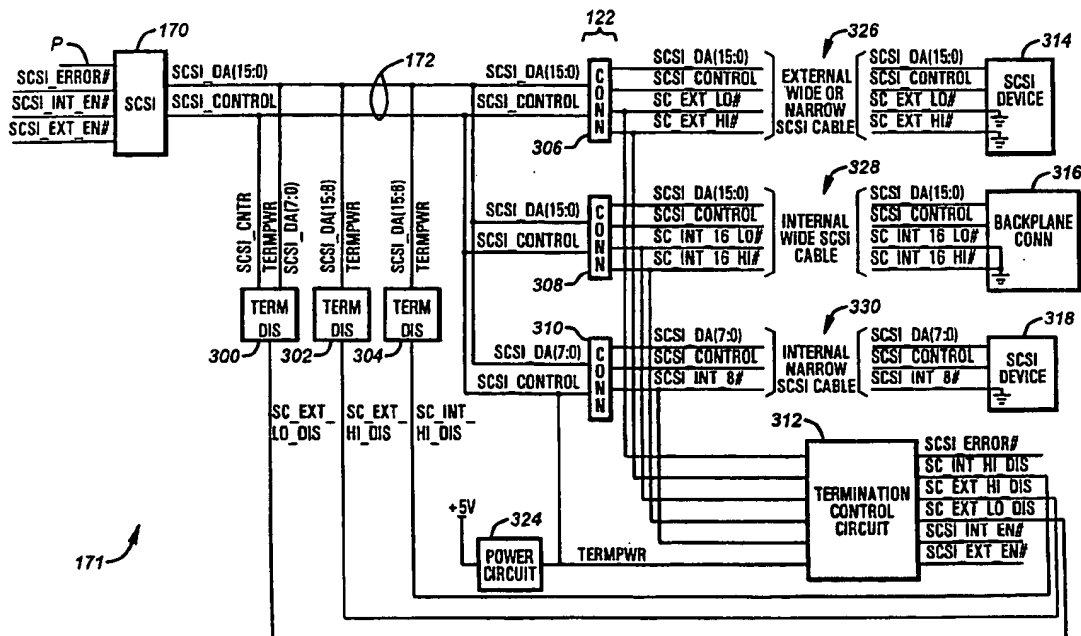 170
122
P
SCSI_ERROR#
SCSI_INT_EN#
SCSI_EXT_EN#
SCSI
SCSI_DA(15:0)
SCSI_CONTROL
172
SCSI_DA(15:0)
SCSI_CONTROL
CONN
306
SCSI_DA(15:0)
SCSI_CONTROL
SC_EXT_LO#
SC_EXT_HI#
326
EXTERNAL
WIDE OR
NARROW
SCSI CABLE
SCSI_DA(15:0)
SCSI_CONTROL
SC_EXT_LO#
SC_EXT_HI#
314
SCSI
DEVICE
SCSI_DA(15:0)
SCSI_CONTROL
CONN
308
SCSI_DA(15:0)
SCSI_CONTROL
SC_INT_16_LO#
SC_INT_16_HI#
328
INTERNAL
WIDE SCSI
CABLE
SCSI_DA(15:0)
SCSI_CONTROL
SC_INT_16_LO#
SC_INT_16_HI#
316
BACKPLANE
CONN
SCSI_CNTR
TERMPWR
SCSI_DA(7:0)
SCSI_DA(15:8)
TERMPWR
SCSI_DA(15:8)
TERMPWR
TERM
DIS
300
TERM
DIS
302
TERM
DIS
304
310
SCSI_DA(7:0)
SCSI_CONTROL
CONN
SCSI_DA(7:0)
SCSI_CONTROL
SCSI_INT_8#
330
INTERNAL
NARROW
SCSI CABLE
SCSI_DA(7:0)
SCSI_CONTROL
SCSI_INT_8#
318
SCSI
DEVICE
SC_EXT_
LO_DIS
SC_EXT_
HI_DIS
SC_INT_
HI_DIS
312
TERMINATION
CONTROL
CIRCUIT
SCSI_ERROR#
SC_INT_HI_DIS
SC_EXT_HI_DIS
SC_EXT_LO_DIS
SCSI_INT_EN#
SCSI_EXT_EN#
+5V
324
POWER
CIRCUIT
TERMPWR
171